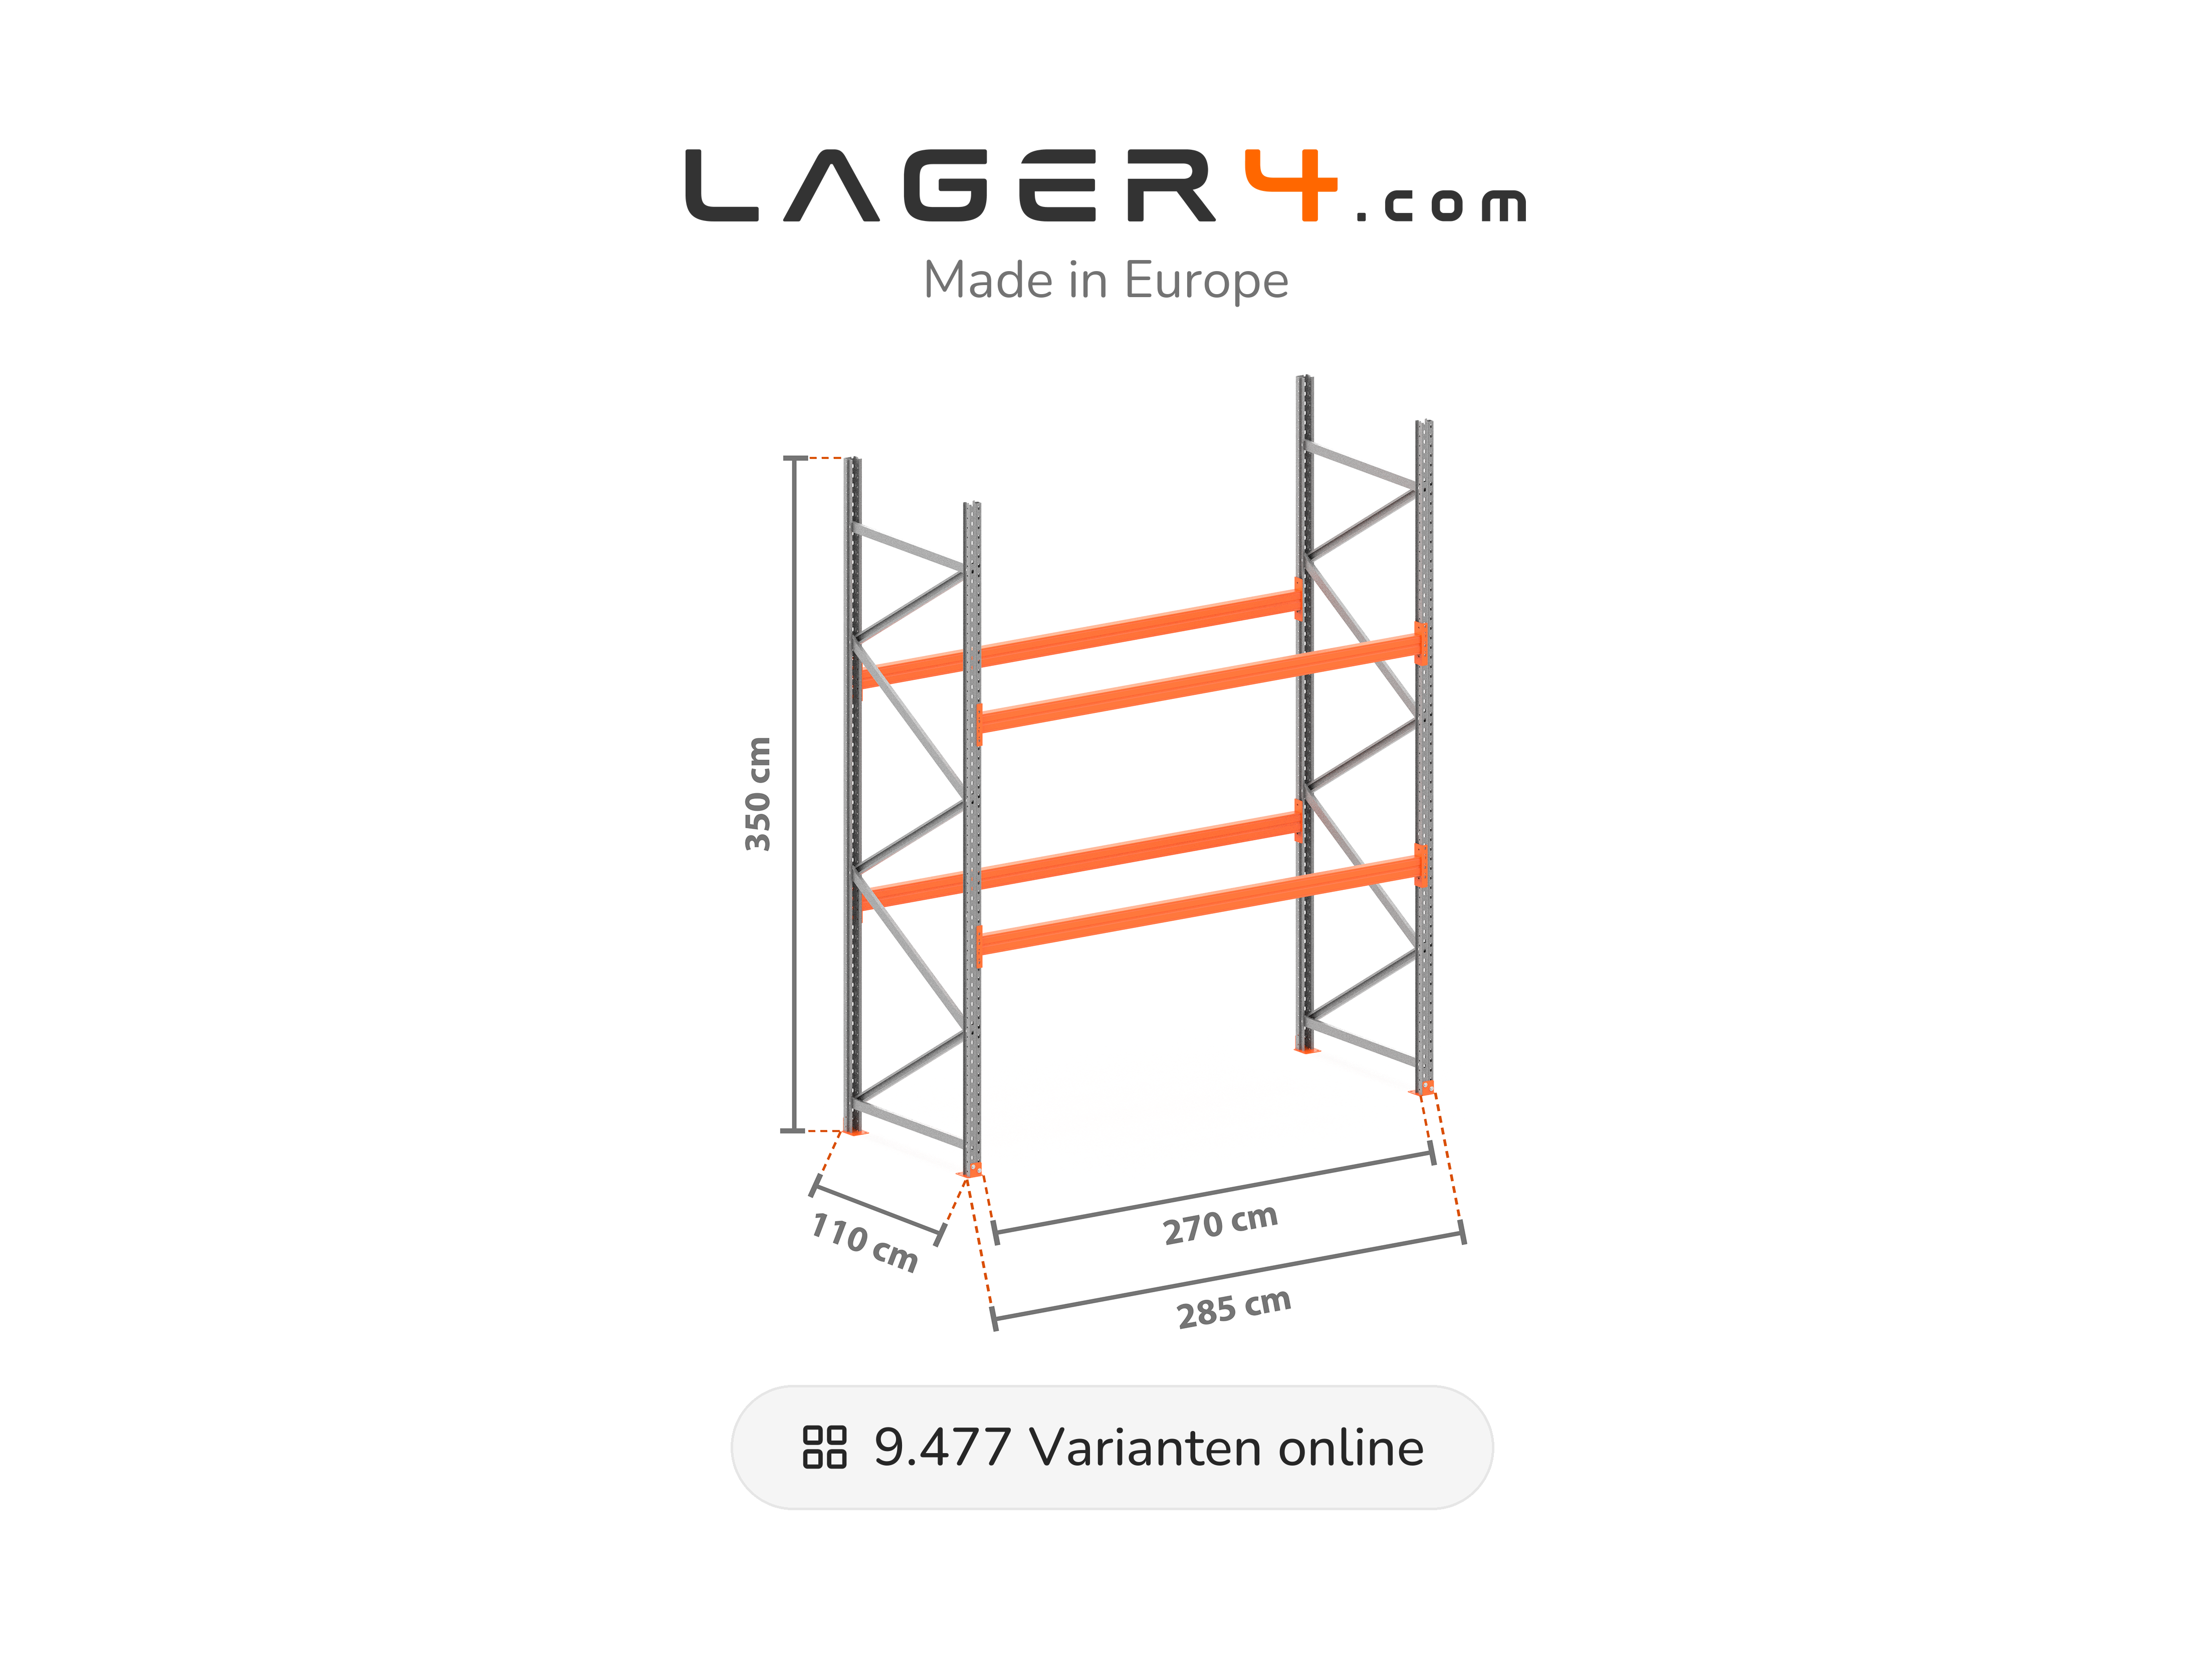 LAGER4.com
Made in Europe
350 cm
110 cm
270 cm
285 cm
9.477 Varianten online